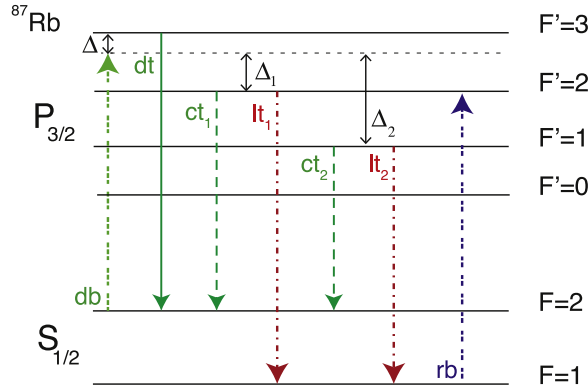 ⁸⁷Rb
F'=3
Δ
dt
Δ₁
F'=2
P₃/₂
ct₁
lt₁
Δ₂
F'=1
ct₂
lt₂
F'=0
db
F=2
S₁/₂
rb
F=1